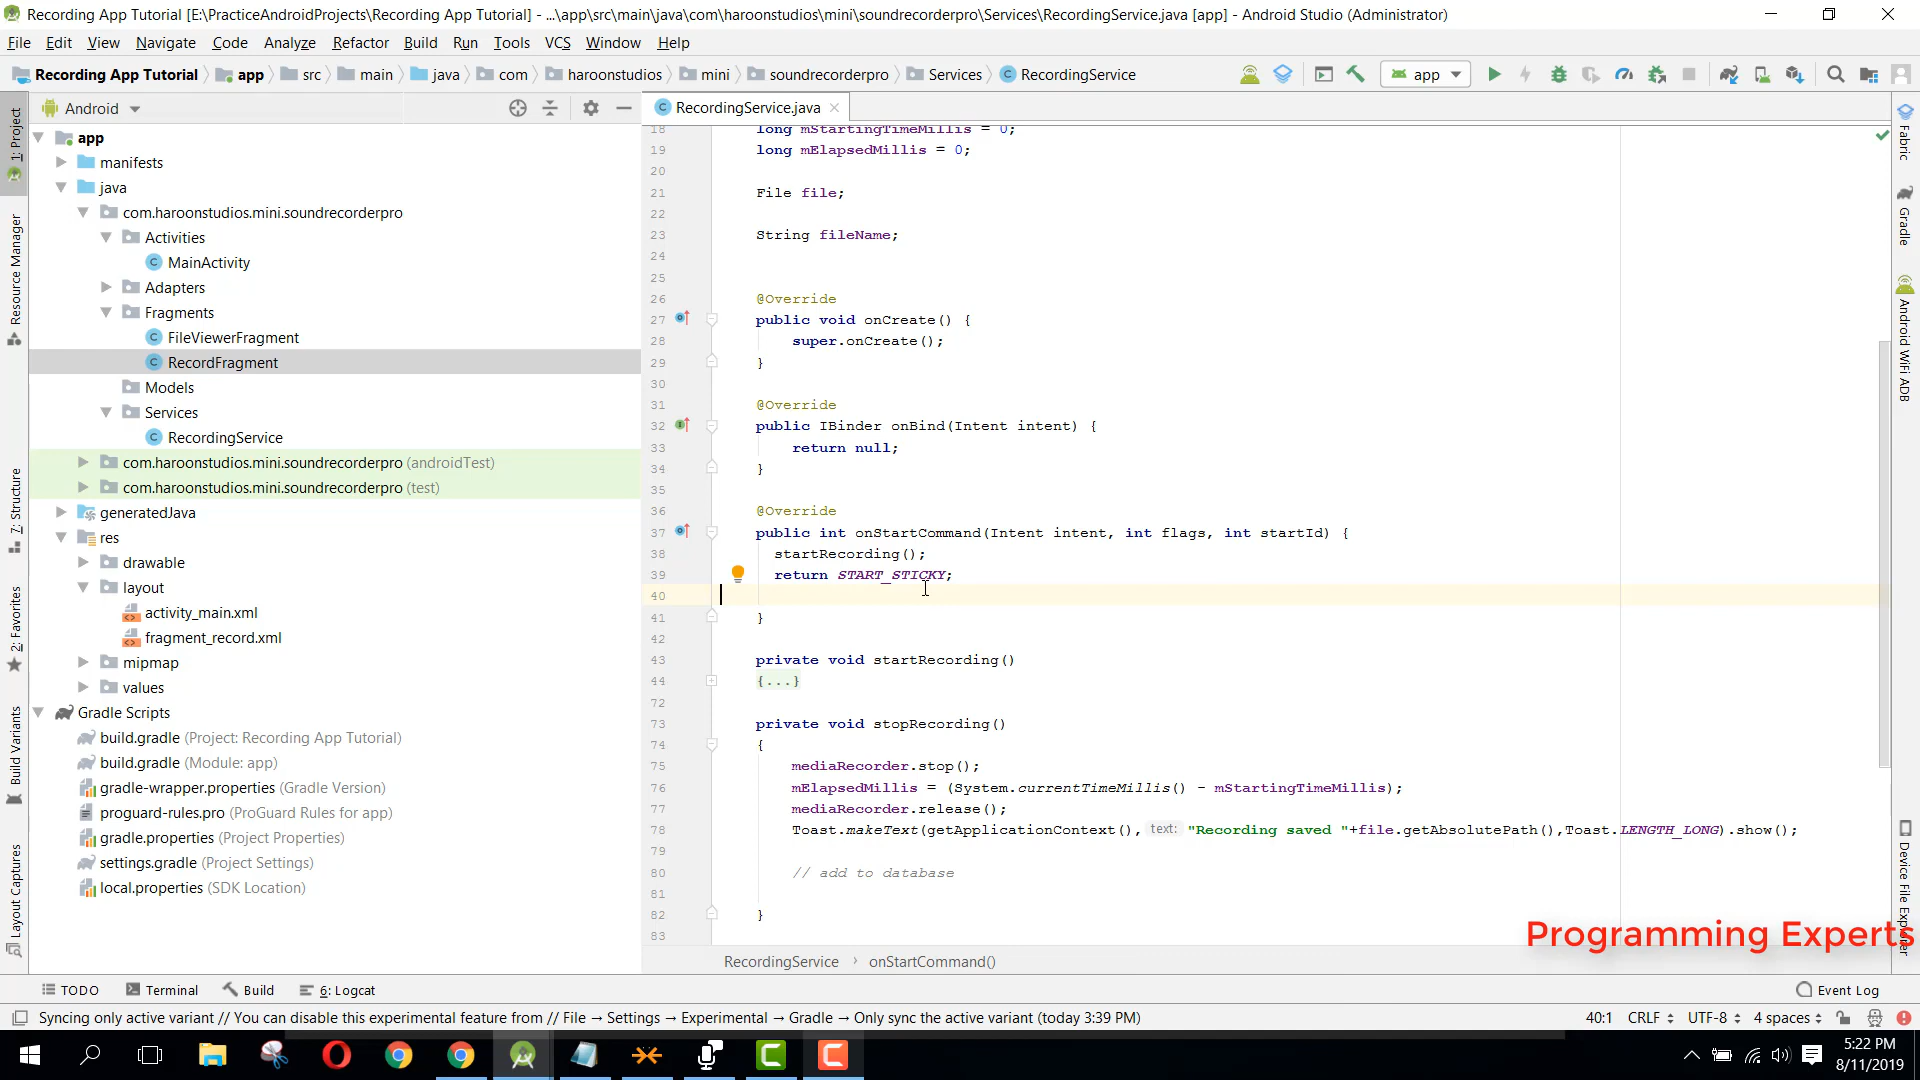 Recording App Tutorial [E:\PracticeAndroidProjects\Recording App Tutorial] - ...\app\src\main\java\com\haroonstudios\mini\soundrecorderpro\Services\RecordingService.java [app] - Android Studio (Administrator)
File Edit View Navigate Code Analyze Refactor Build Run Tools VCS Window Help
Recording App Tutorial app src main java com haroonstudios mini soundrecorderpro Services RecordingService app
Android
RecordingService.java
1: Project
Resource Manager
7: Structure
2: Favorites
Build Variants
Layout Captures
app
manifests
java
com.haroonstudios.mini.soundrecorderpro
Activities
MainActivity
Adapters
Fragments
FileViewerFragment
RecordFragment
Models
Services
RecordingService
com.haroonstudios.mini.soundrecorderpro (androidTest)
com.haroonstudios.mini.soundrecorderpro (test)
generatedJava
res
drawable
layout
activity_main.xml
fragment_record.xml
mipmap
values
Gradle Scripts
build.gradle (Project: Recording App Tutorial)
build.gradle (Module: app)
gradle-wrapper.properties (Gradle Version)
proguard-rules.pro (ProGuard Rules for app)
gradle.properties (Project Properties)
settings.gradle (Project Settings)
local.properties (SDK Location)
18 long mStartingTimeMillis = 0;
19 long mElapsedMillis = 0;
20
21 File file;
22
23 String fileName;
24
25
26 @Override
27 public void onCreate() {
28 super.onCreate();
29 }
30
31 @Override
32 public IBinder onBind(Intent intent) {
33 return null;
34 }
35
36 @Override
37 public int onStartCommand(Intent intent, int flags, int startId) {
38 startRecording();
39 return START_STICKY;
40
41 }
42
43 private void startRecording()
44 {...}
72
73 private void stopRecording()
74 {
75 mediaRecorder.stop();
76 mElapsedMillis = (System.currentTimeMillis() - mStartingTimeMillis);
77 mediaRecorder.release();
78 Toast.makeText(getApplicationContext(), text: "Recording saved "+file.getAbsolutePath(),Toast.LENGTH_LONG).show();
79
80 // add to database
81
82 }
83
Fabric
Gradle
Android WiFi ADB
Device File Explorer
Programming Experts
RecordingService › onStartCommand()
TODO Terminal Build 6: Logcat Event Log
Syncing only active variant // You can disable this experimental feature from // File → Settings → Experimental → Gradle → Only sync the active variant (today 3:39 PM) 40:1 CRLF UTF-8 4 spaces
5:22 PM
8/11/2019